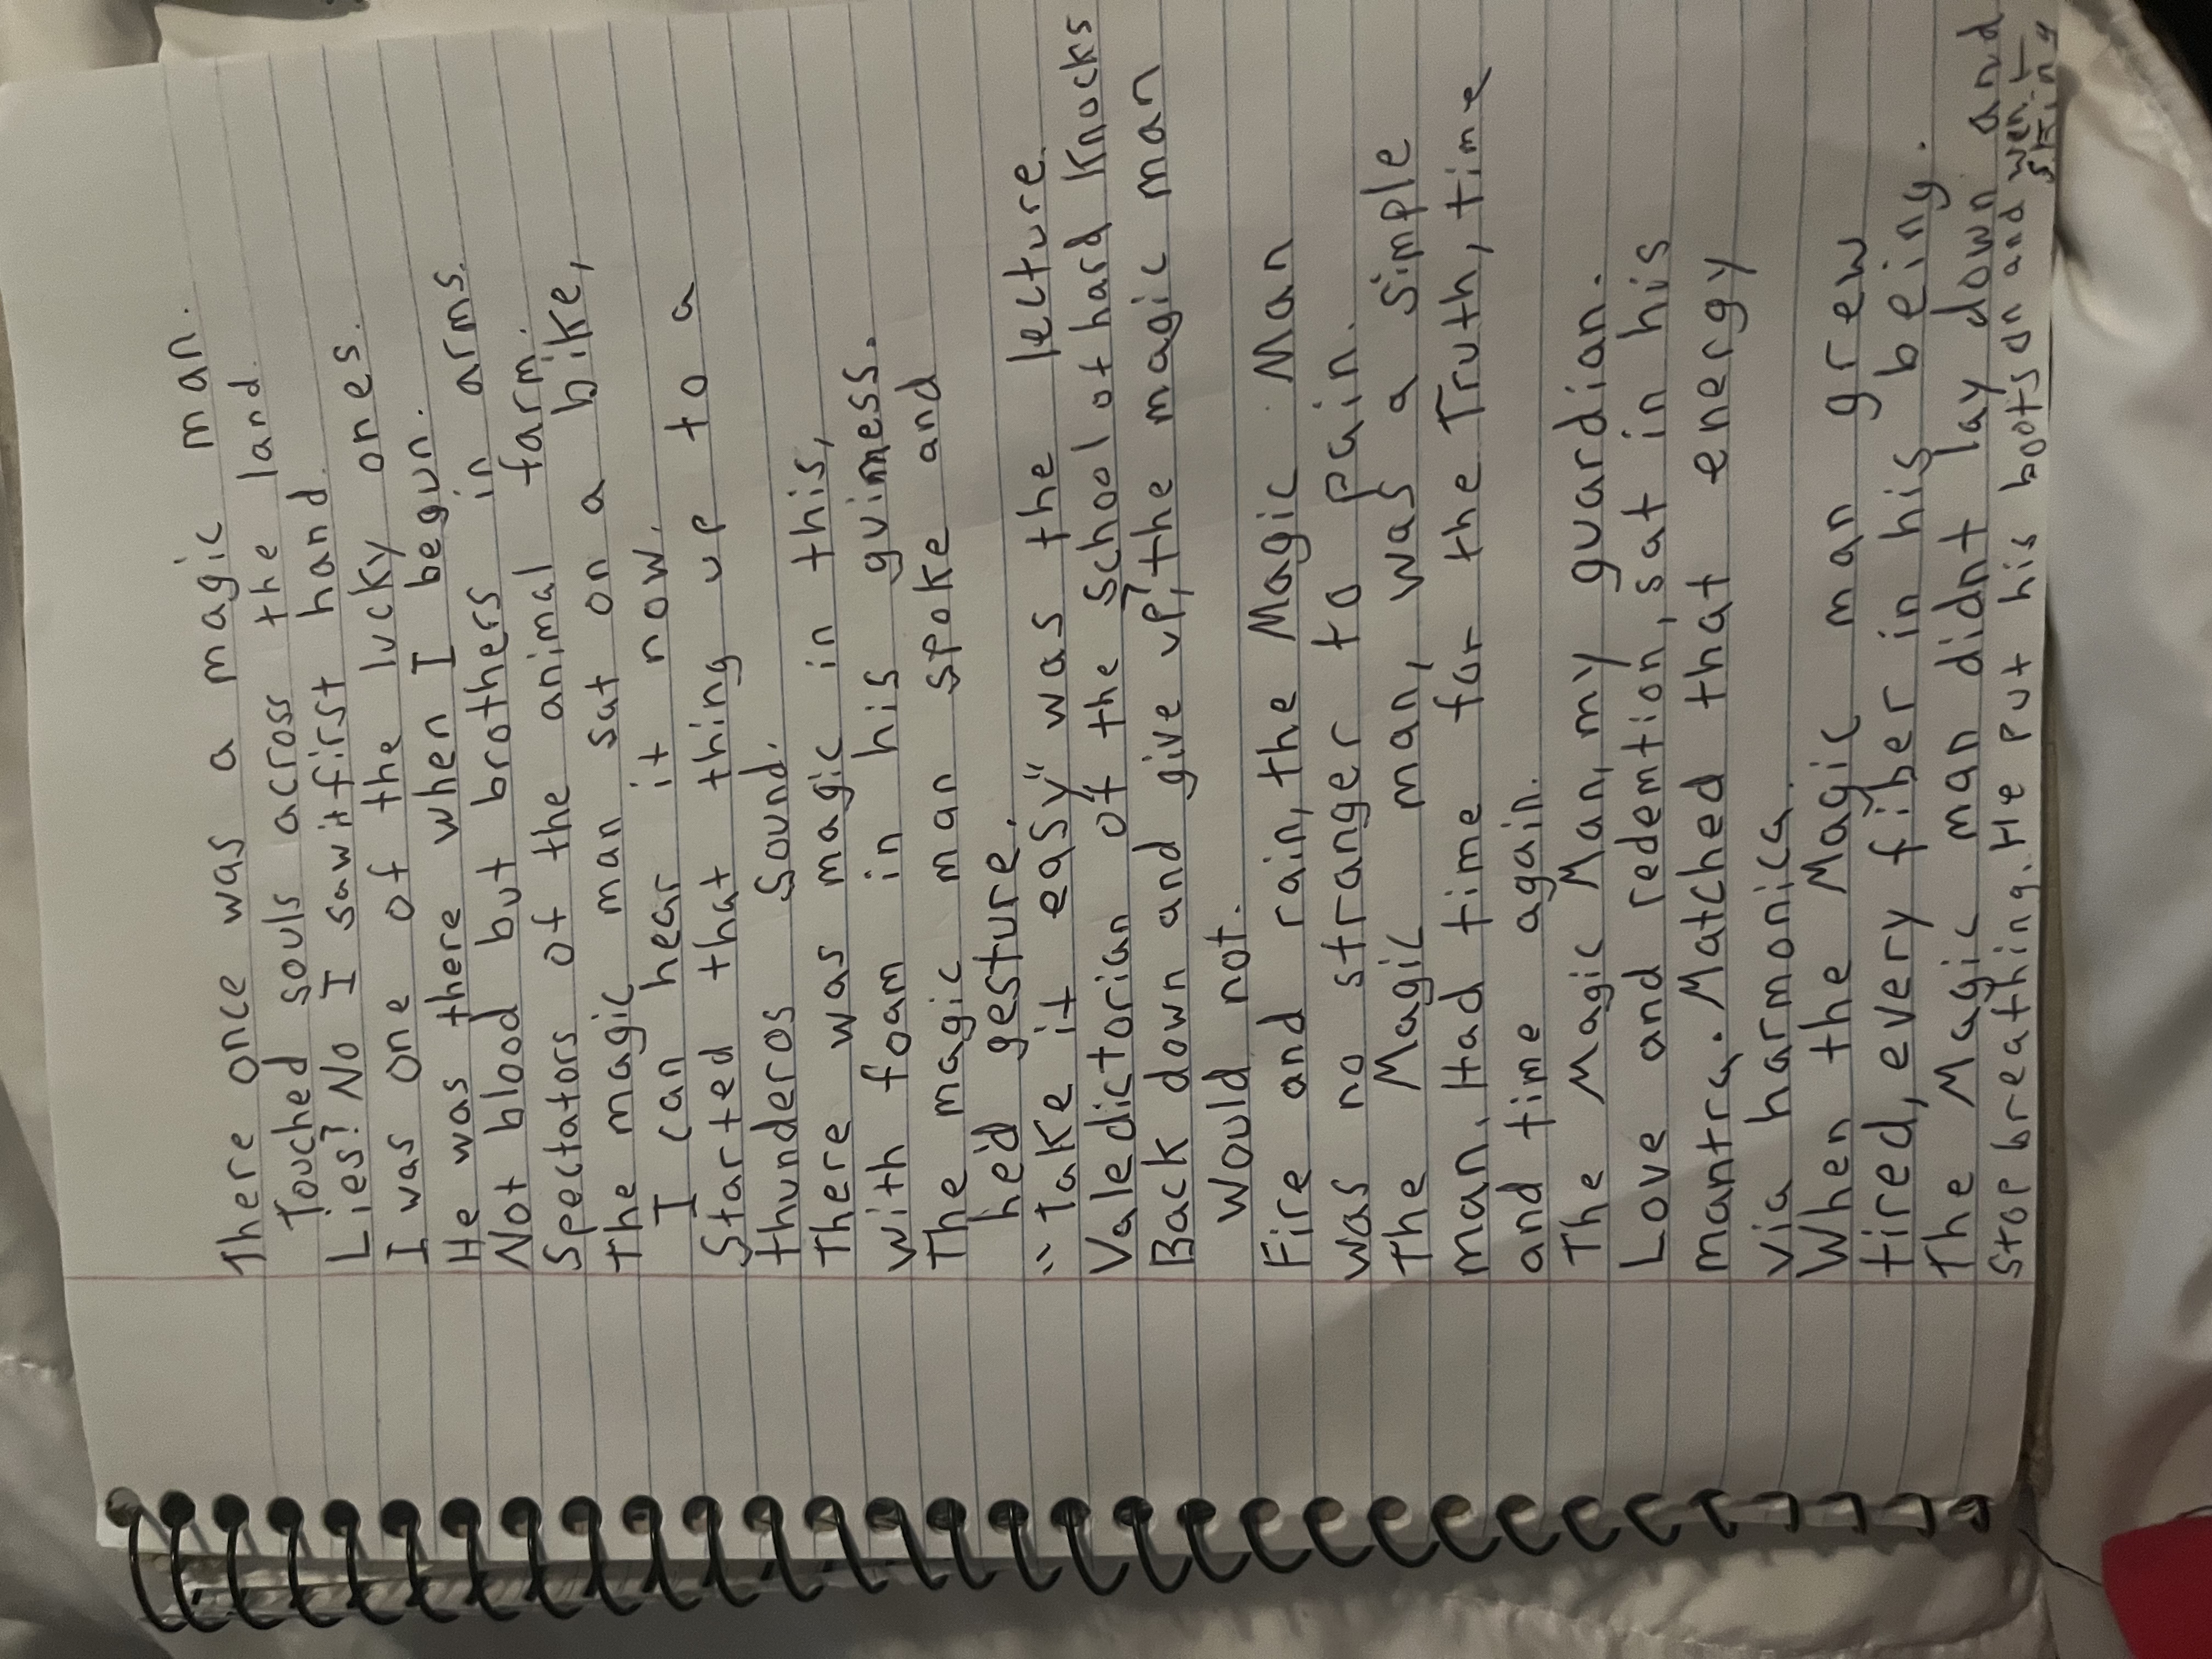 There once was a magic man.
Touched souls across the land.
Lies? No I saw it first hand.
I was one of the lucky ones.
He was there when I begun.
Not blood but brothers in arms.
Spectators of the animal farm.
The magic man sat on a bike,
I can hear it now.
Started that thing up to a
thunderos sound.
There was magic in this,
with foam in his guinness.
The magic man spoke and
he'd gesture.
"Take it easy" was the lecture.
Valedictorian of the school of hard knocks
Back down and give up?, the magic man
would not.
Fire and rain, the Magic Man
was no stranger to pain.
The Magic man, was a simple
man. Had time for the Truth, time
and time again.
The Magic Man, my guardian.
Love and redemtion, sat in his
mantra. Matched that energy
via harmonica.
When the Magic man grew
tired, every fiber in his being.
The Magic man didnt lay down and
stop breathing. He put his boots on and went
skiing